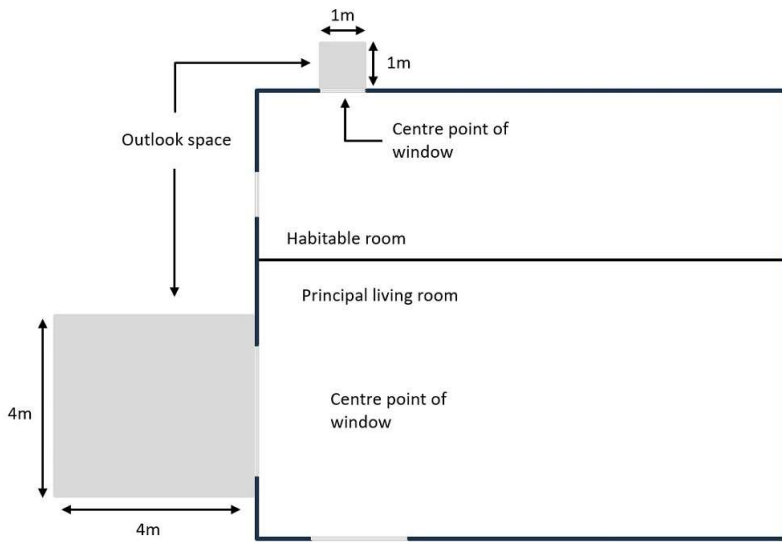 1m
1m
Centre point of
window
Outlook space
Habitable room
Principal living room
Centre point of
window
4m
4m